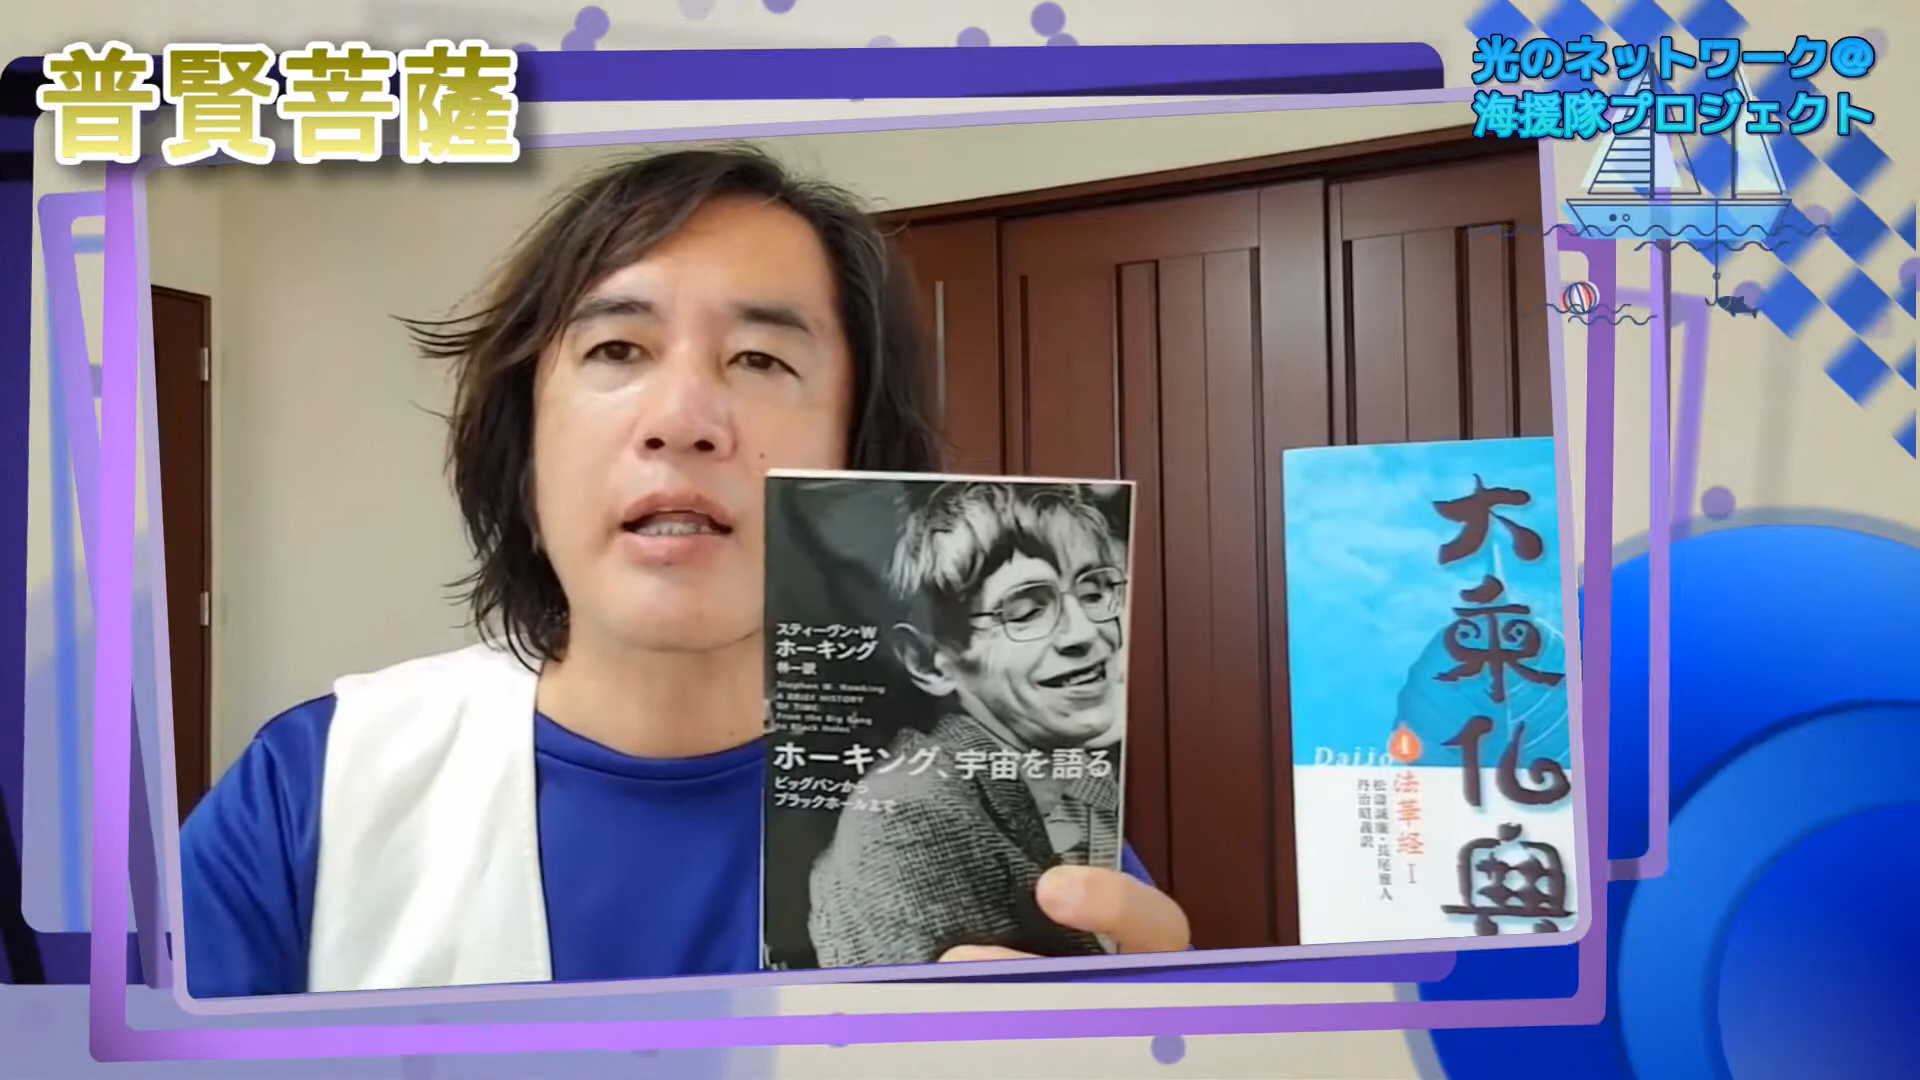 普賢菩薩
光のネットワーク@
海援隊プロジェクト
スティーヴン・W
ホーキング
林一訳
Stephen W. Hawking
A BRIEF HISTORY
OF TIME:
From the Big Bang
to Black Holes
ホーキング、宇宙を語る
ビッグバンから
ブラックホールまで
大乗仏典
Daijo
4
法華経 I
松濤誠廉・長尾雅人
丹治昭義訳